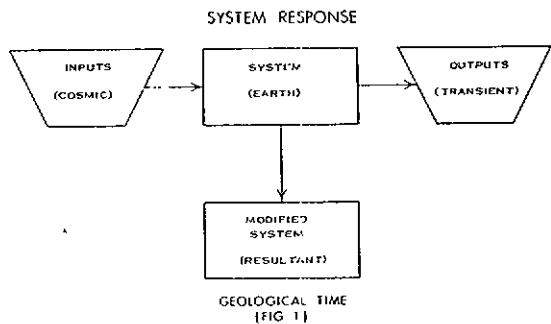 SYSTEM RESPONSE
INPUTS
(COSMIC)
SYSTEM
(EARTH)
OUTPUTS
(TRANSIENT)
MODIFIED
SYSTEM
(RESULTANT)
GEOLOGICAL TIME
(FIG 1)